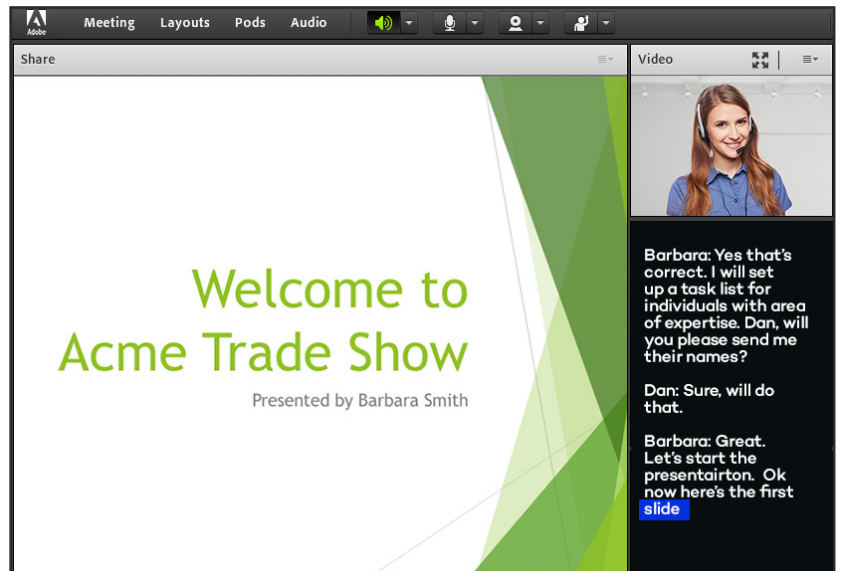 Adobe
Meeting Layouts Pods Audio
Share
Welcome to
Acme Trade Show
Presented by Barbara Smith
Video
Barbara: Yes that's
correct. I will set
up a task list for
individuals with area
of expertise. Dan, will
you please send me
their names?
Dan: Sure, will do
that.
Barbara: Great.
Let's start the
presentairton. Ok
now here's the first
slide